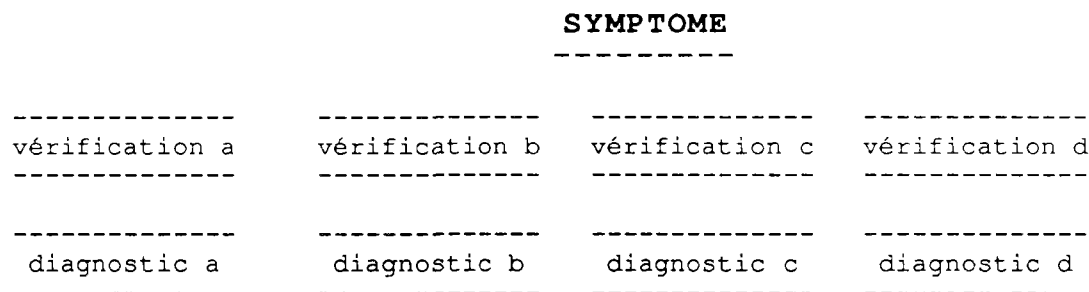 SYMPTOME
vérification a vérification b vérification c vérification d
diagnostic a diagnostic b diagnostic c diagnostic d